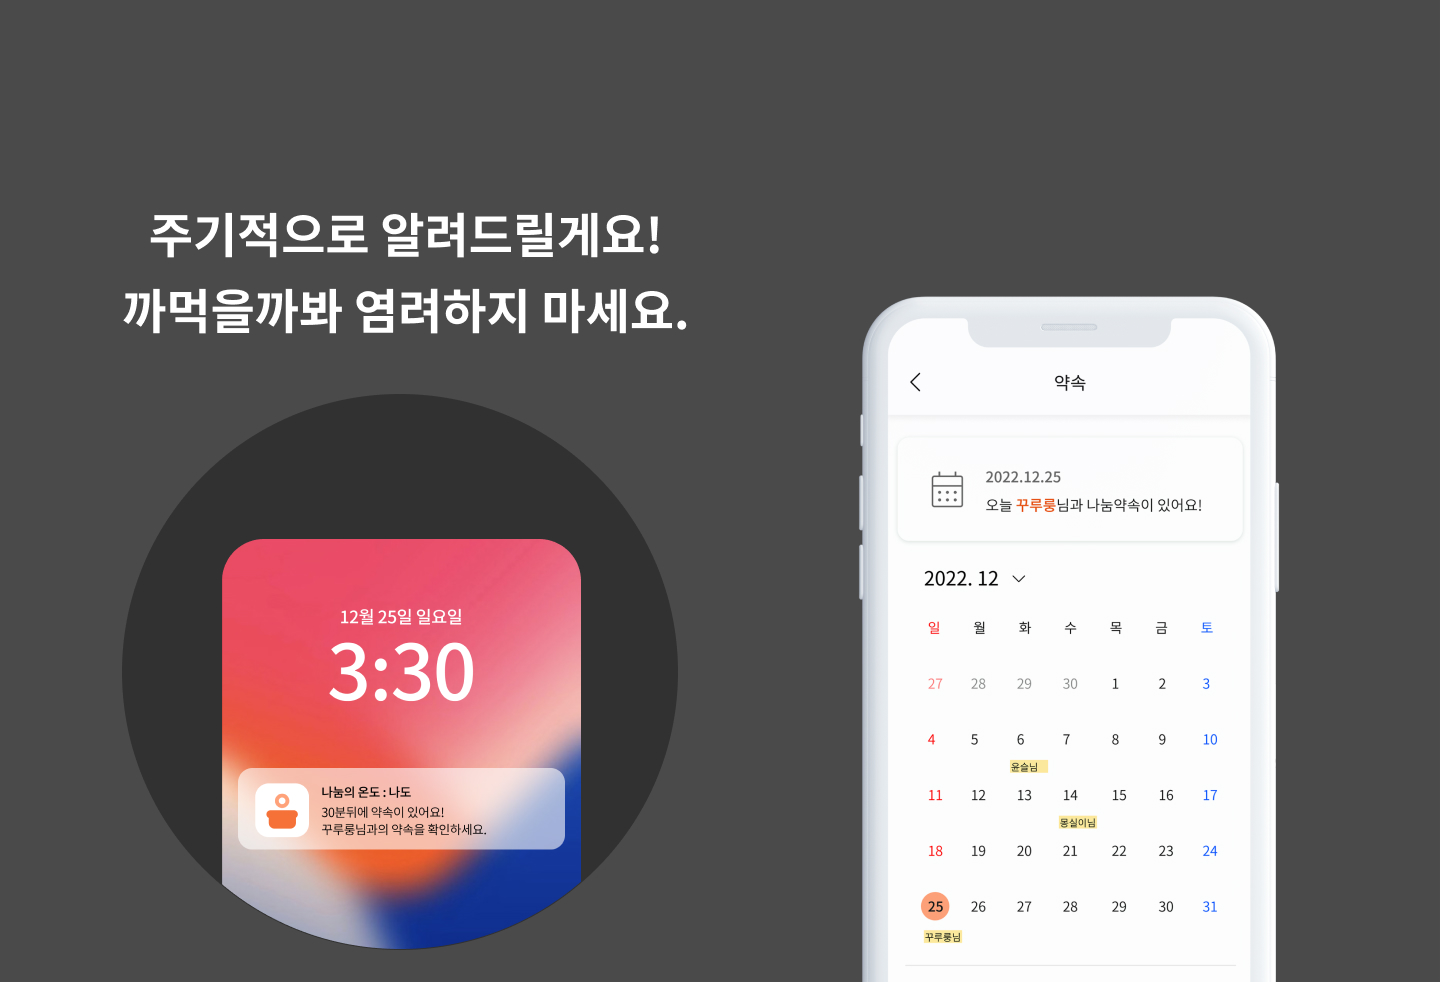 주기적으로 알려드릴게요!
까먹을까봐 염려하지 마세요.
12월 25일 일요일
3:30
나눔의 온도 : 나도
30분뒤에 약속이 있어요!
꾸루룽님과의 약속을 확인하세요.
약속
2022.12.25
오늘 꾸루룽님과 나눔약속이 있어요!
2022. 12
일 월 화 수 목 금 토
27 28 29 30 1 2 3
4 5 6 7 8 9 10
윤슬님
11 12 13 14 15 16 17
몽실이님
18 19 20 21 22 23 24
25 26 27 28 29 30 31
꾸루룽님